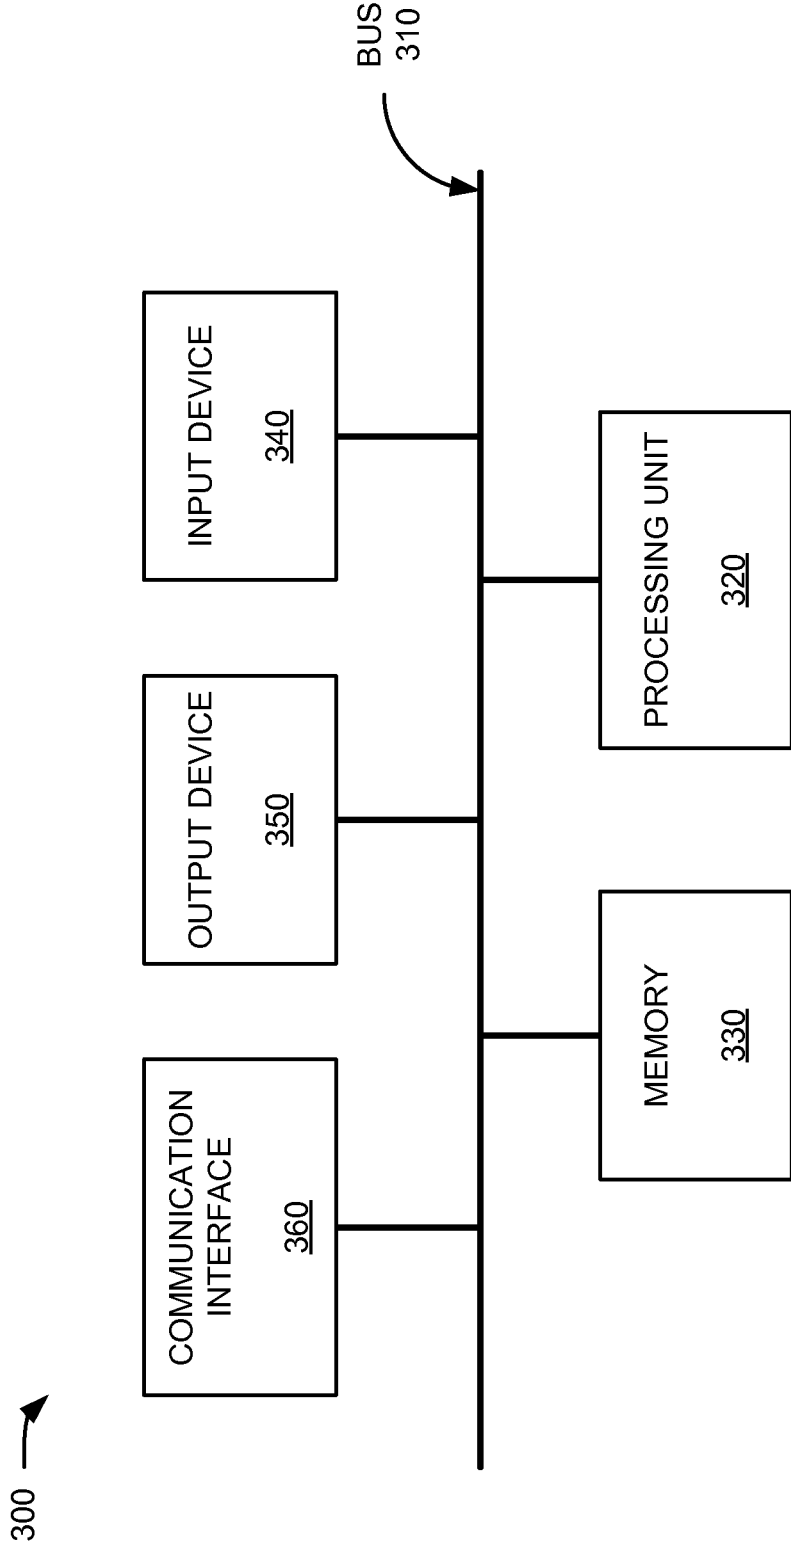 300
COMMUNICATION
INTERFACE
360
OUTPUT DEVICE
350
INPUT DEVICE
340
BUS
310
MEMORY
330
PROCESSING UNIT
320